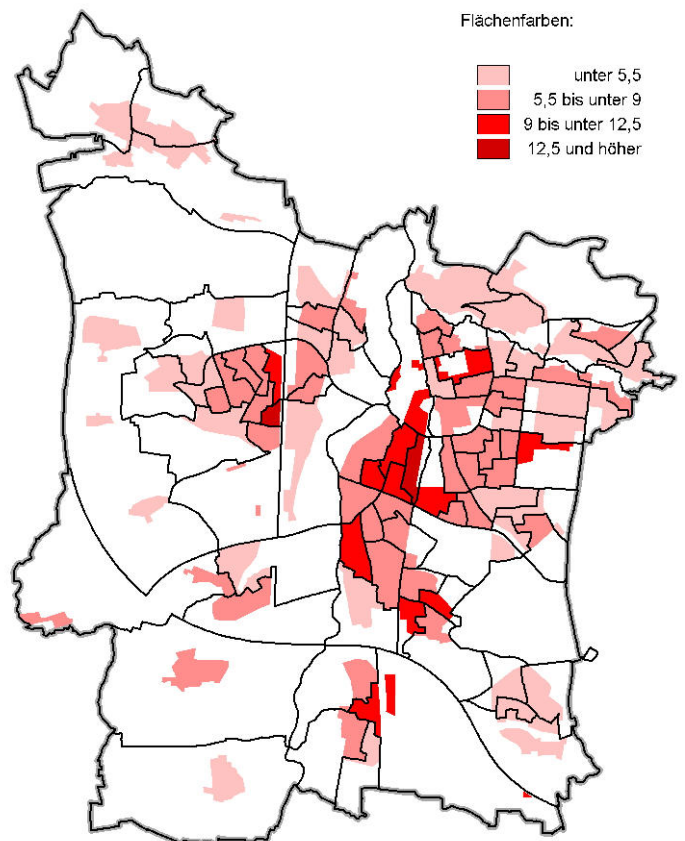 Flächenfarben:
unter 5,5
5,5 bis unter 9
9 bis unter 12,5
12,5 und höher